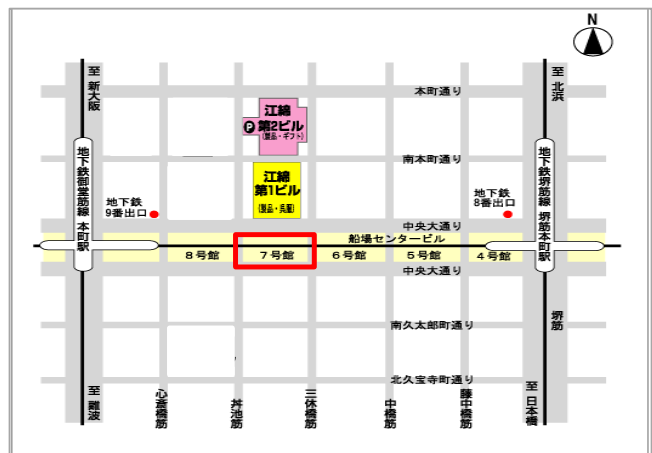 N
至 新大阪
至 北浜
本町通り
江綿
第2ビル
(製品・ギフト)
P
南本町通り
江綿
第1ビル
(製品・呉服)
地下鉄御堂筋線 本町駅
地下鉄
9番出口
地下鉄
8番出口
地下鉄堺筋線 堺筋本町駅
中央大通り
船場センタービル
8号館
7号館
6号館
5号館
4号館
中央大通り
堺筋
南久太郎町通り
北久宝寺町通り
至 難波
心斎橋筋
丼池筋
三休橋筋
中橋筋
藤中橋筋
至 日本橋